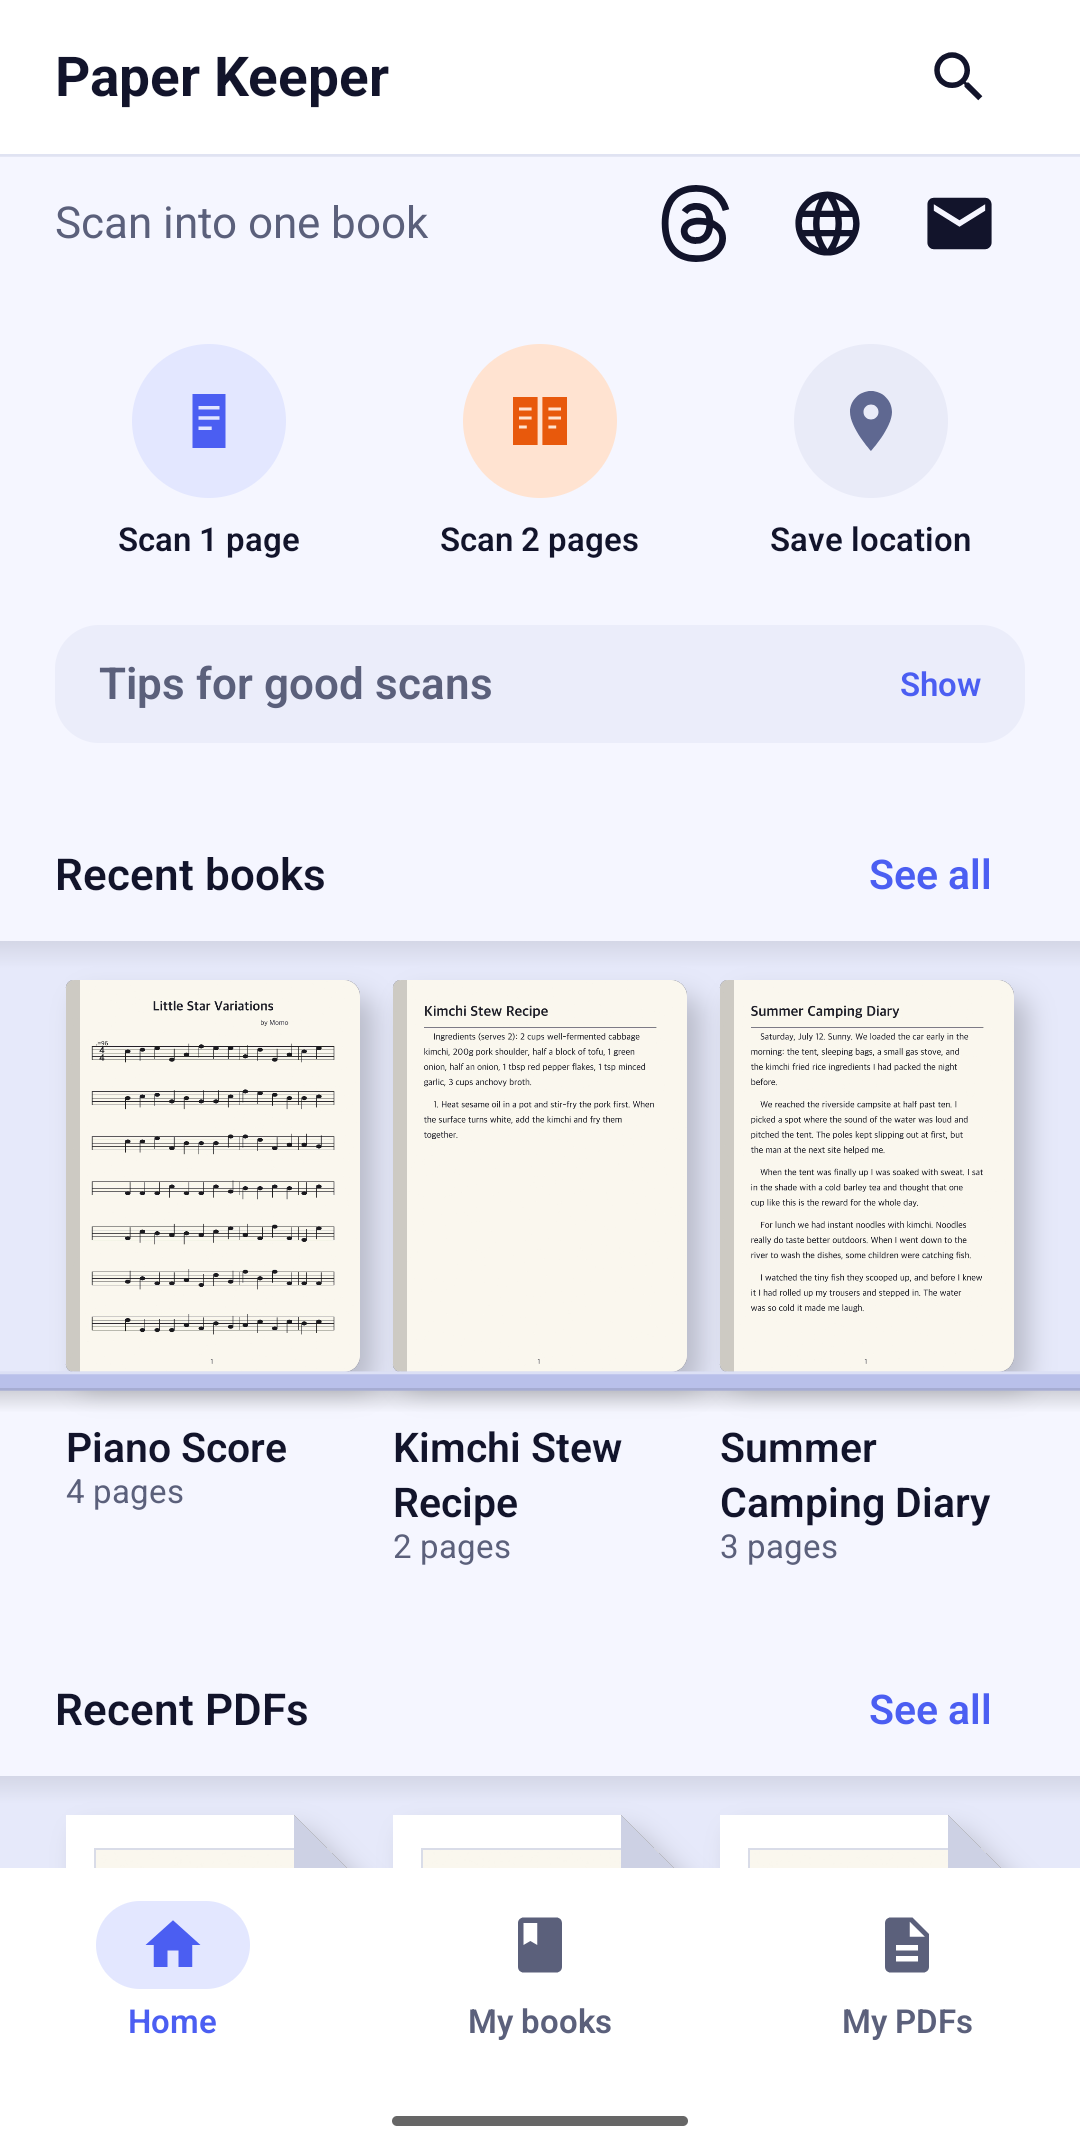 Paper Keeper
Scan into one book
Scan 1 page
Scan 2 pages
Save location
Tips for good scans
Show
Recent books
See all
Little Star Variations
by Momo
4
4
1
Kimchi Stew Recipe
Ingredients (serves 2): 2 cups well-fermented cabbage
kimchi, 200g pork shoulder, half a block of tofu, 1 green
onion, half an onion, 1 tbsp red pepper flakes, 1 tsp minced
garlic, 3 cups anchovy broth.
1. Heat sesame oil in a pot and stir-fry the pork first. When
the surface turns white, add the kimchi and fry them
together.
1
Summer Camping Diary
Saturday, July 12. Sunny. We loaded the car early in the
morning: the tent, sleeping bags, a small gas stove, and
the kimchi fried rice ingredients I had packed the night
before.
We reached the riverside campsite at half past ten. I
picked a spot where the sound of the water was loud and
pitched the tent. The poles kept slipping out at first, but
the man at the next site helped me.
When the tent was finally up I was soaked with sweat. I sat
in the shade with a cold barley tea and thought that one
cup like this is the reward for the whole day.
For lunch we had instant noodles with kimchi. Noodles
really do taste better outdoors. When I went down to the
river to wash the dishes, some children were catching fish.
I watched the tiny fish they scooped up, and before I knew
it I had rolled up my trousers and stepped in. The water
was so cold it made me laugh.
1
Piano Score
4 pages
Kimchi Stew
Recipe
2 pages
Summer
Camping Diary
3 pages
Recent PDFs
See all
Home
My books
My PDFs